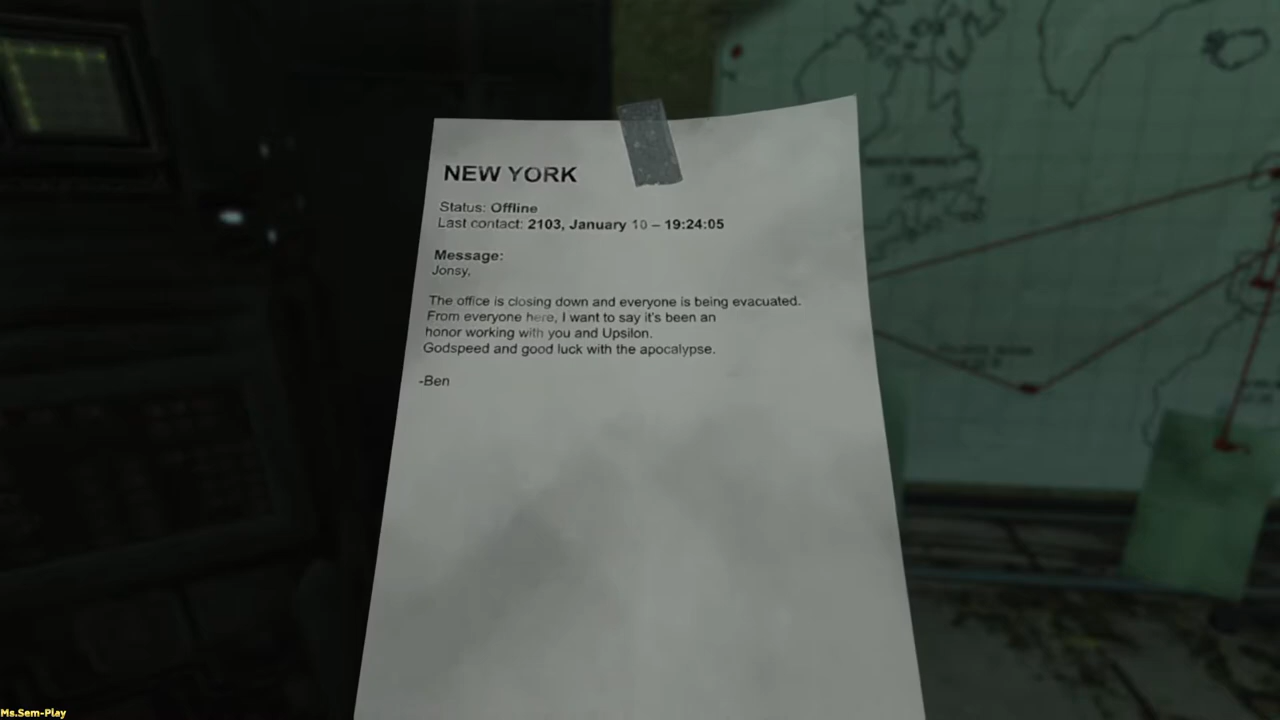 NEW YORK
Status: Offline
Last contact: 2103, January 10 – 19:24:05
Message:
Jonsy,
The office is closing down and everyone is being evacuated.
From everyone here, I want to say it's been an
honor working with you and Upsilon.
Godspeed and good luck with the apocalypse.
-Ben
Ms.Sem-Play